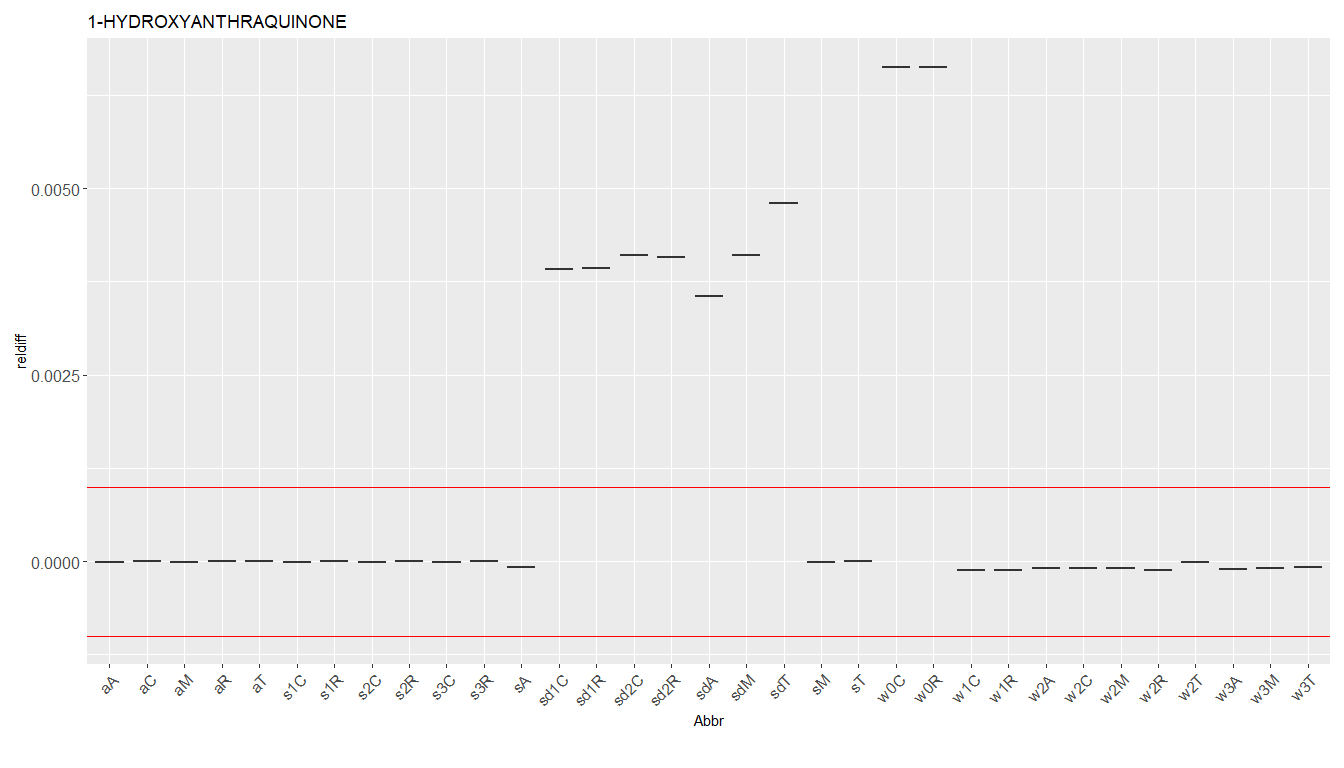 1-HYDROXYANTHRAQUINONE
0.0050
0.0025
0.0000
reldiff
aA aC aM aR aT s1C s1R s2C s2R s3C s3R sA sd1C sd1R sd2C sd2R sdA sdM sdT sM sT w0C w0R w1C w1R w2A w2C w2M w2R w2T w3A w3M w3T
Abbr